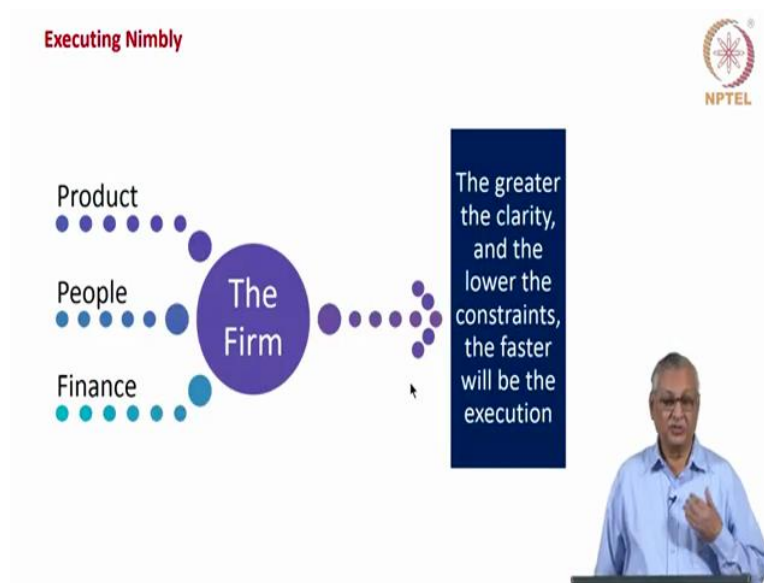 Executing Nimbly
NPTEL
Product
People
Finance
The
Firm
The greater
the clarity,
and the
lower the
constraints,
the faster
will be the
execution